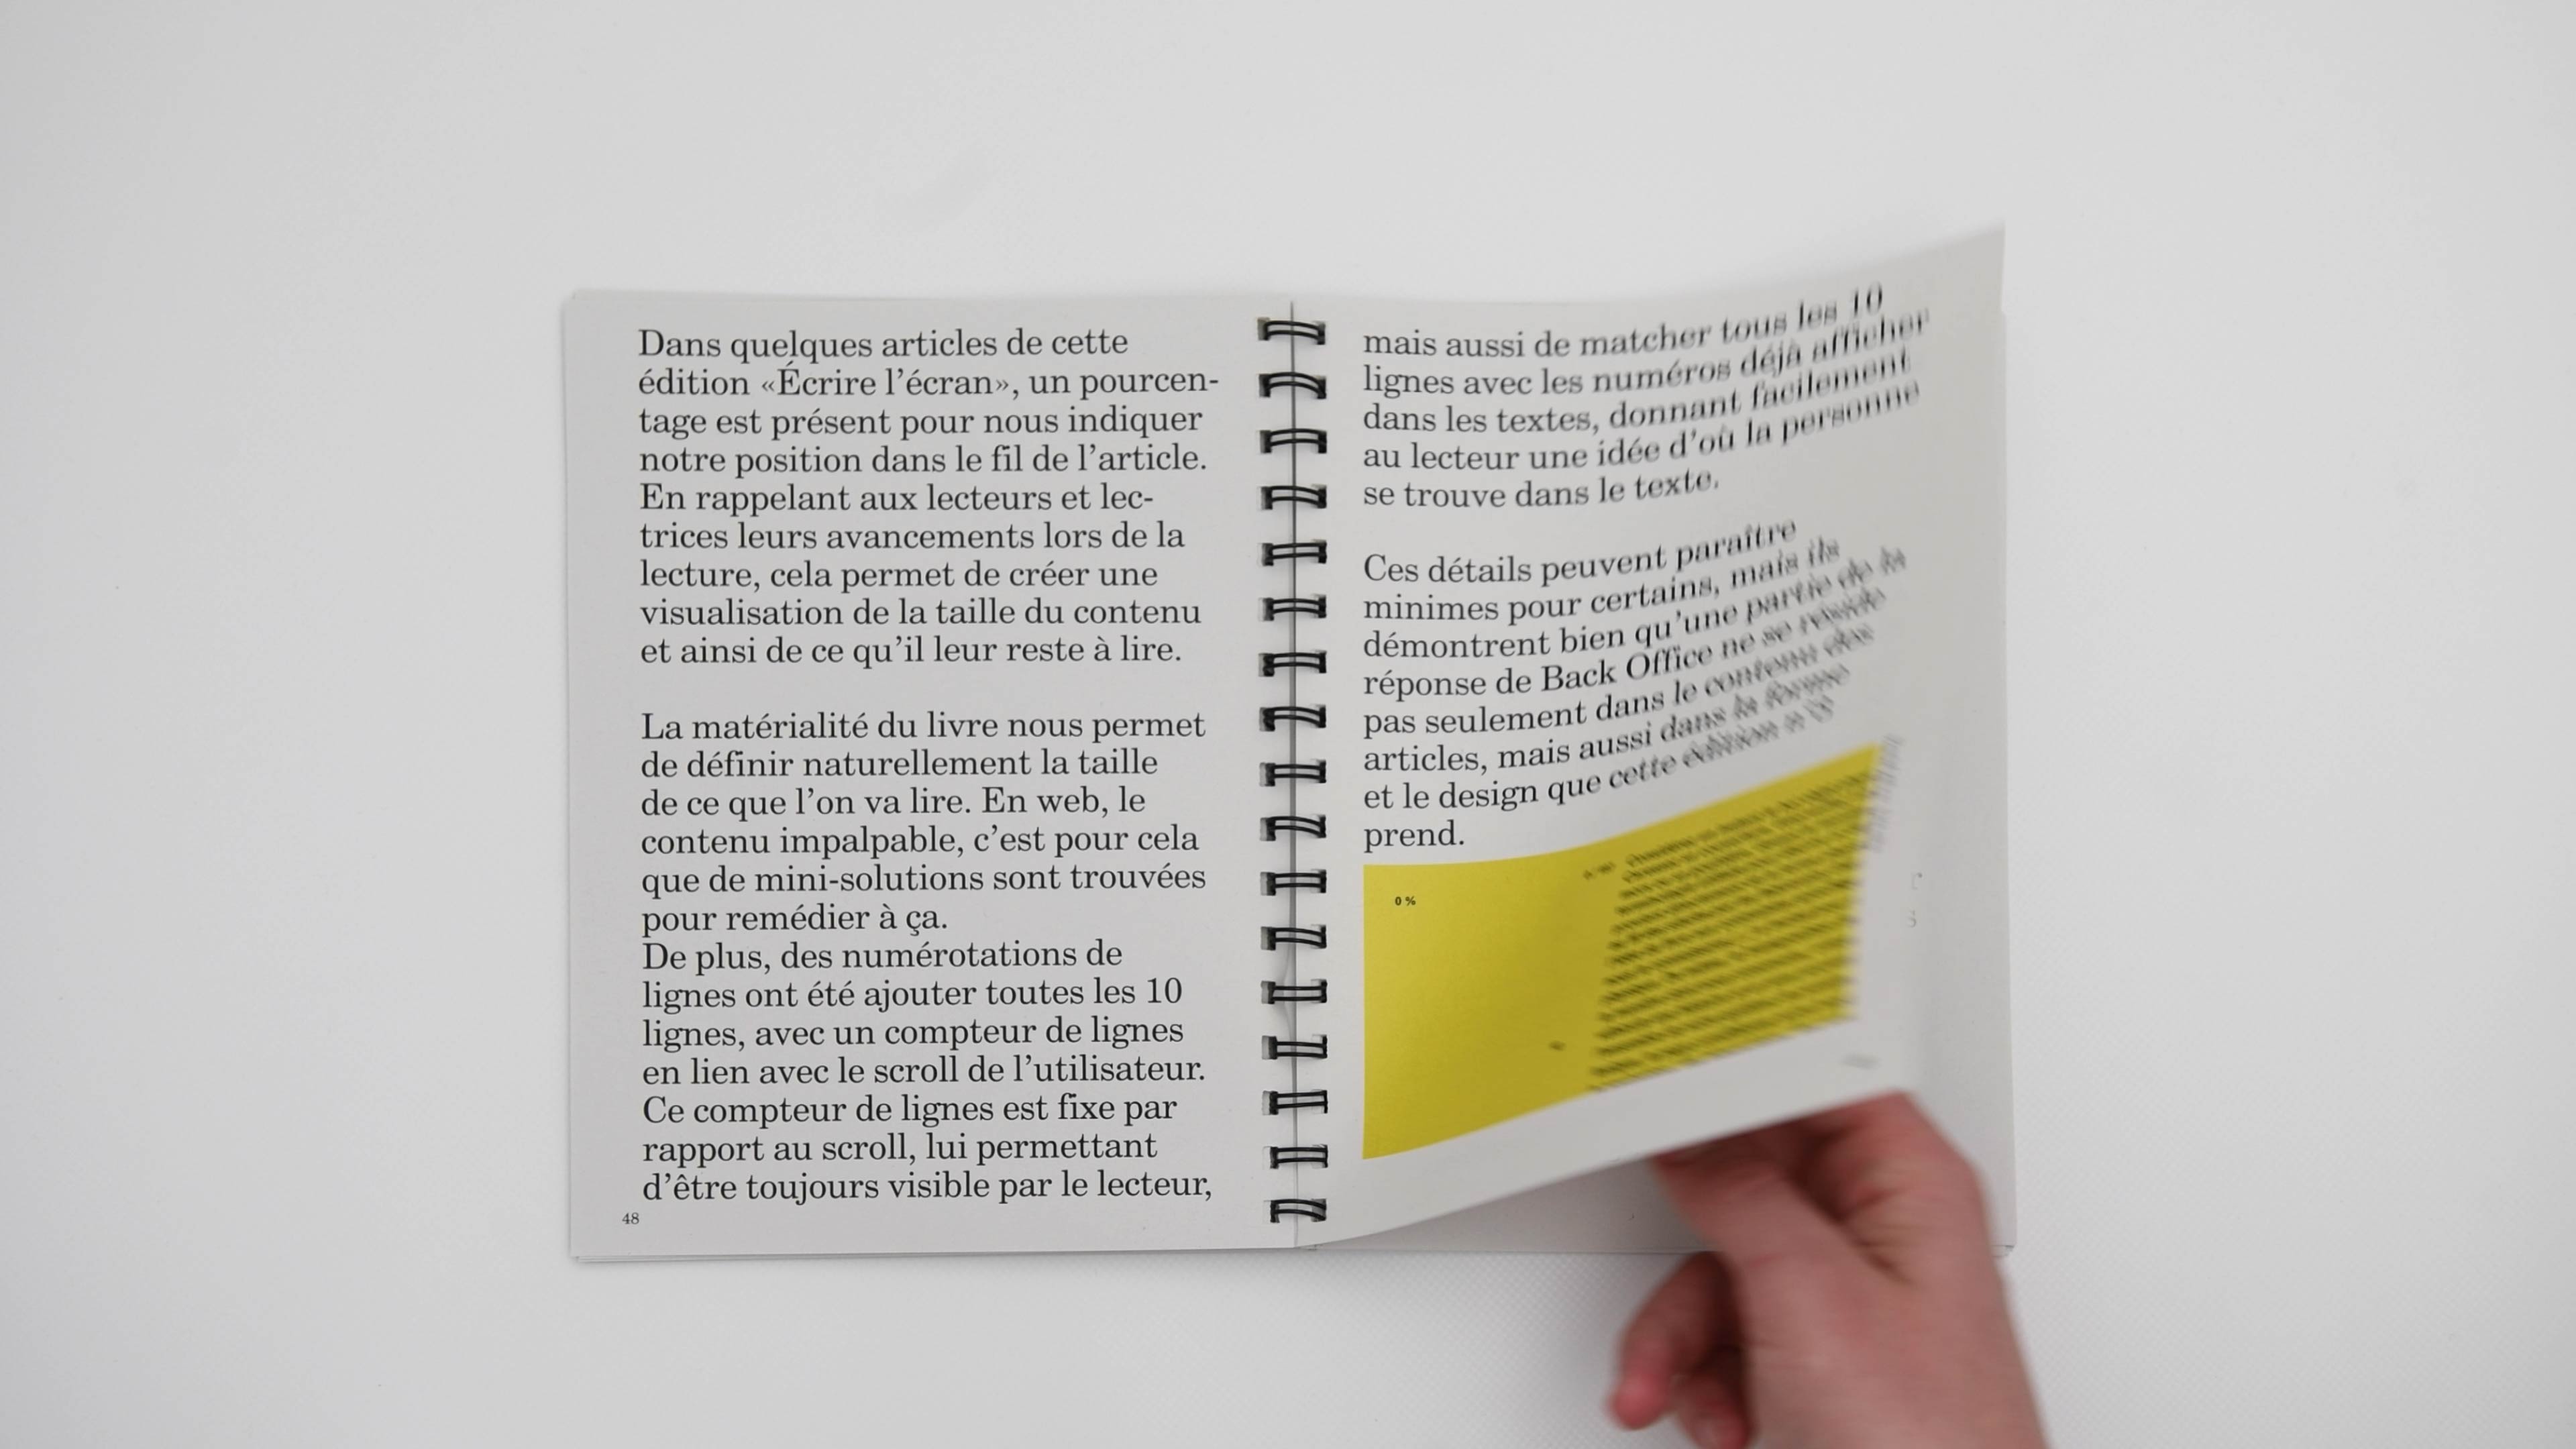 Dans quelques articles de cette
édition «Écrire l’écran», un pourcen-
tage est présent pour nous indiquer
notre position dans le fil de l’article.
En rappelant aux lecteurs et lec-
trices leurs avancements lors de la
lecture, cela permet de créer une
visualisation de la taille du contenu
et ainsi de ce qu’il leur reste à lire.
La matérialité du livre nous permet
de définir naturellement la taille
de ce que l’on va lire. En web, le
contenu impalpable, c’est pour cela
que de mini-solutions sont trouvées
pour remédier à ça.
De plus, des numérotations de
lignes ont été ajouter toutes les 10
lignes, avec un compteur de lignes
en lien avec le scroll de l’utilisateur.
Ce compteur de lignes est fixe par
rapport au scroll, lui permettant
d’être toujours visible par le lecteur,
48
mais aussi de matcher tous les 10
lignes avec les numéros déjà afficher
dans les textes, donnant facilement
au lecteur une idée d’où la personne
se trouve dans le texte.
Ces détails peuvent paraître
minimes pour certains, mais ils
démontrent bien qu’une partie de la
réponse de Back Office ne se réside
pas seulement dans le contenu des
articles, mais aussi dans la forme
et le design que cette édition
prend.
0 %